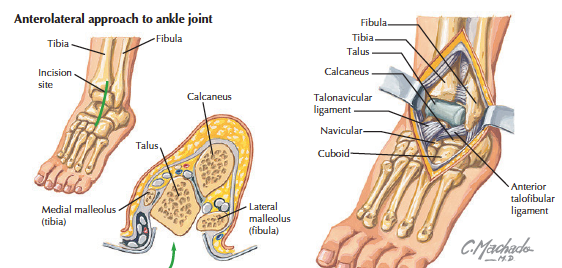 Anterolateral approach to ankle joint
Tibia
Fibula
Incision
site
Calcaneus
Talus
Medial malleolus
(tibia)
Lateral
malleolus
(fibula)
Fibula
Tibia
Talus
Calcaneus
Talonavicular
ligament
Navicular
Cuboid
Anterior
talofibular
ligament
C. Machado
M.D.